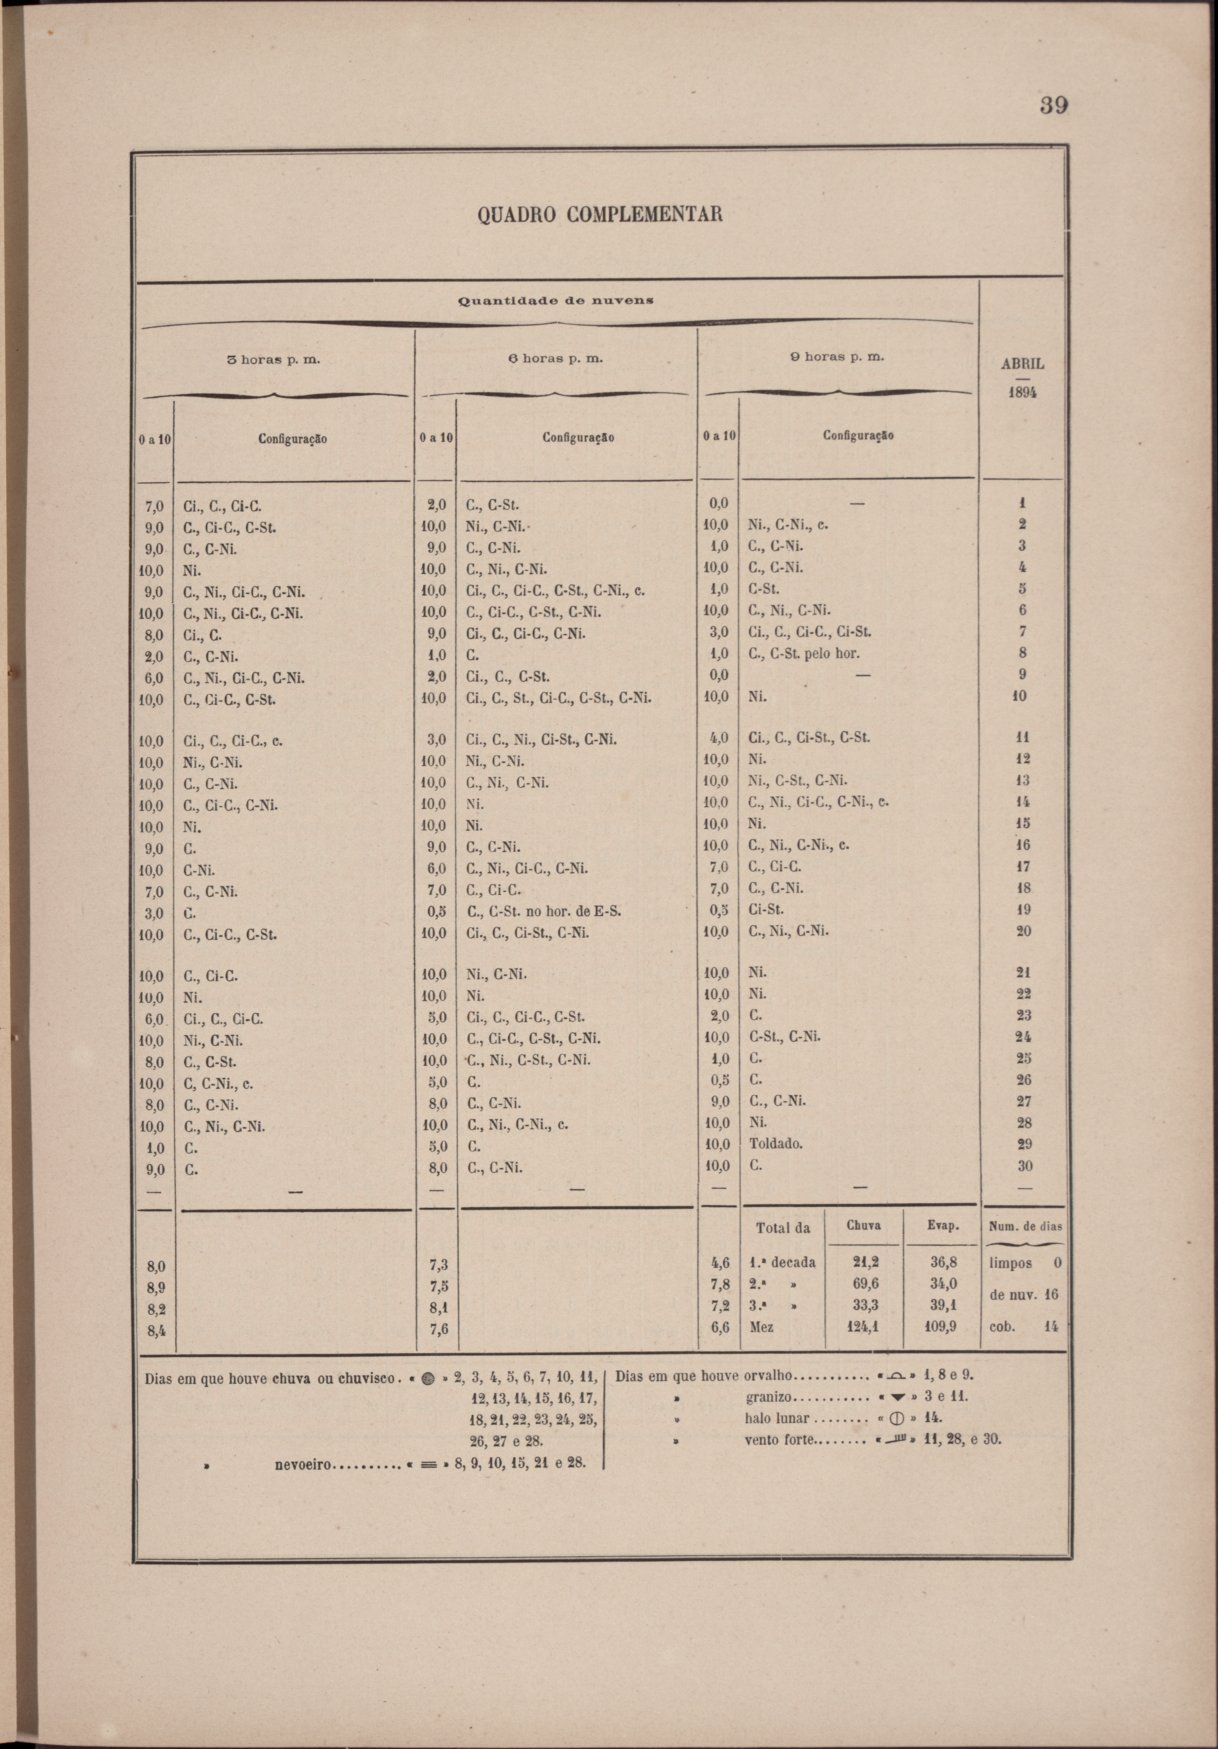 39
QUADRO COMPLEMENTAR
Quantidade de nuvens
3 horas p. m. 6 horas p. m. 9 horas p. m. ABRIL
—
1894
0 a 10 Configuração 0 a 10 Configuração 0 a 10 Configuração
7,0 Ci., C., Ci-C. 2,0 C., C-St. 0,0 — 1
9,0 C., Ci-C., C-St. 10,0 Ni., C-Ni. 10,0 Ni., C-Ni., c. 2
9,0 C., C-Ni. 9,0 C., C-Ni. 1,0 C., C-Ni. 3
10,0 Ni. 10,0 C., Ni., C-Ni. 10,0 C., C-Ni. 4
9,0 C., Ni., Ci-C., C-Ni. 10,0 Ci., C., Ci-C., C-St., C-Ni., c. 1,0 C-St. 5
10,0 C., Ni., Ci-C., C-Ni. 10,0 C., Ci-C., C-St., C-Ni. 10,0 C., Ni., C-Ni. 6
8,0 Ci., C. 9,0 Ci., C., Ci-C., C-Ni. 3,0 Ci., C., Ci-C., Ci-St. 7
2,0 C., C-Ni. 1,0 C. 1,0 C., C-St. pelo hor. 8
6,0 C., Ni., Ci-C., C-Ni. 2,0 Ci., C., C-St. 0,0 — 9
10,0 C., Ci-C., C-St. 10,0 Ci., C., St., Ci-C., C-St., C-Ni. 10,0 Ni. 10
10,0 Ci., C., Ci-C., c. 3,0 Ci., C., Ni., Ci-St., C-Ni. 4,0 Ci., C., Ci-St., C-St. 11
10,0 Ni., C-Ni. 10,0 Ni., C-Ni. 10,0 Ni. 12
10,0 C., C-Ni. 10,0 C., Ni., C-Ni. 10,0 Ni., C-St., C-Ni. 13
10,0 C., Ci-C., C-Ni. 10,0 Ni. 10,0 C., Ni., Ci-C., C-Ni., c. 14
10,0 Ni. 10,0 Ni. 10,0 Ni. 15
9,0 C. 9,0 C., C-Ni. 10,0 C., Ni., C-Ni., c. 16
10,0 C-Ni. 6,0 C., Ni., Ci-C., C-Ni. 7,0 C., Ci-C. 17
7,0 C., C-Ni. 7,0 C., Ci-C. 7,0 C., C-Ni. 18
3,0 C. 0,5 C., C-St. no hor. de E-S. 0,5 Ci-St. 19
10,0 C., Ci-C., C-St. 10,0 Ci., C., Ci-St., C-Ni. 10,0 C., Ni., C-Ni. 20
10,0 C., Ci-C. 10,0 Ni., C-Ni. 10,0 Ni. 21
10,0 Ni. 10,0 Ni. 10,0 Ni. 22
6,0 Ci., C., Ci-C. 5,0 Ci., C., Ci-C., C-St. 2,0 C. 23
10,0 Ni., C-Ni. 10,0 C., Ci-C., C-St., C-Ni. 10,0 C-St., C-Ni. 24
8,0 C., C-St. 10,0 C., Ni., C-St., C-Ni. 1,0 C. 25
10,0 C, C-Ni., c. 5,0 C. 0,5 C. 26
8,0 C., C-Ni. 8,0 C., C-Ni. 9,0 C., C-Ni. 27
10,0 C., Ni., C-Ni. 10,0 C., Ni., C-Ni., c. 10,0 Ni. 28
1,0 C. 5,0 C. 10,0 Toldado. 29
9,0 C. 8,0 C., C-Ni. 10,0 C. 30
— — — — — — —
Total da Chuva Evap. Num. de dias
8,0 7,3 4,6 1.ª decada 21,2 36,8 limpos 0
8,9 7,5 7,8 2.ª » 69,6 34,0
de nuv. 16
8,2 8,1 7,2 3.ª » 33,3 39,1
8,4 7,6 6,6 Mez 124,1 109,9 cob. 14
Dias em que houve chuva ou chuvisco. « » 2, 3, 4, 5, 6, 7, 10, 11,
12, 13, 14, 15, 16, 17,
18, 21, 22, 23, 24, 25,
26, 27 e 28.
» nevoeiro.......... « ≡ » 8, 9, 10, 15, 21 e 28.
Dias em que houve orvalho........... « » 1, 8 e 9.
» granizo........... « » 3 e 11.
» halo lunar........ « » 14.
» vento forte........ « » 11, 28, e 30.